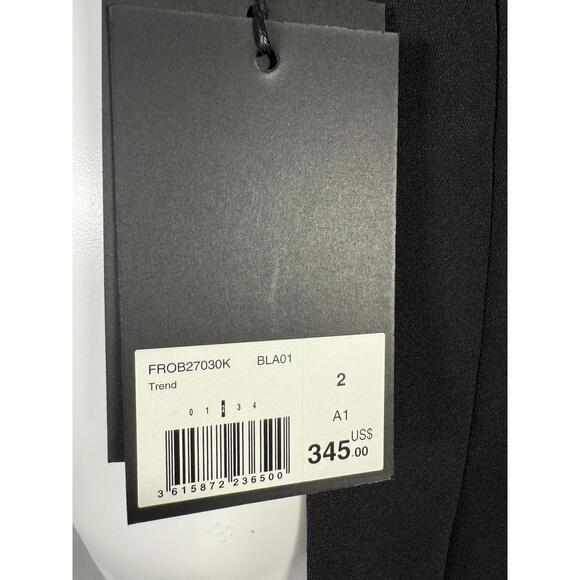 FROB27030K BLA01
Trend
2
0 1 2 3 4
A1
345.00 US$
3 615872 236500